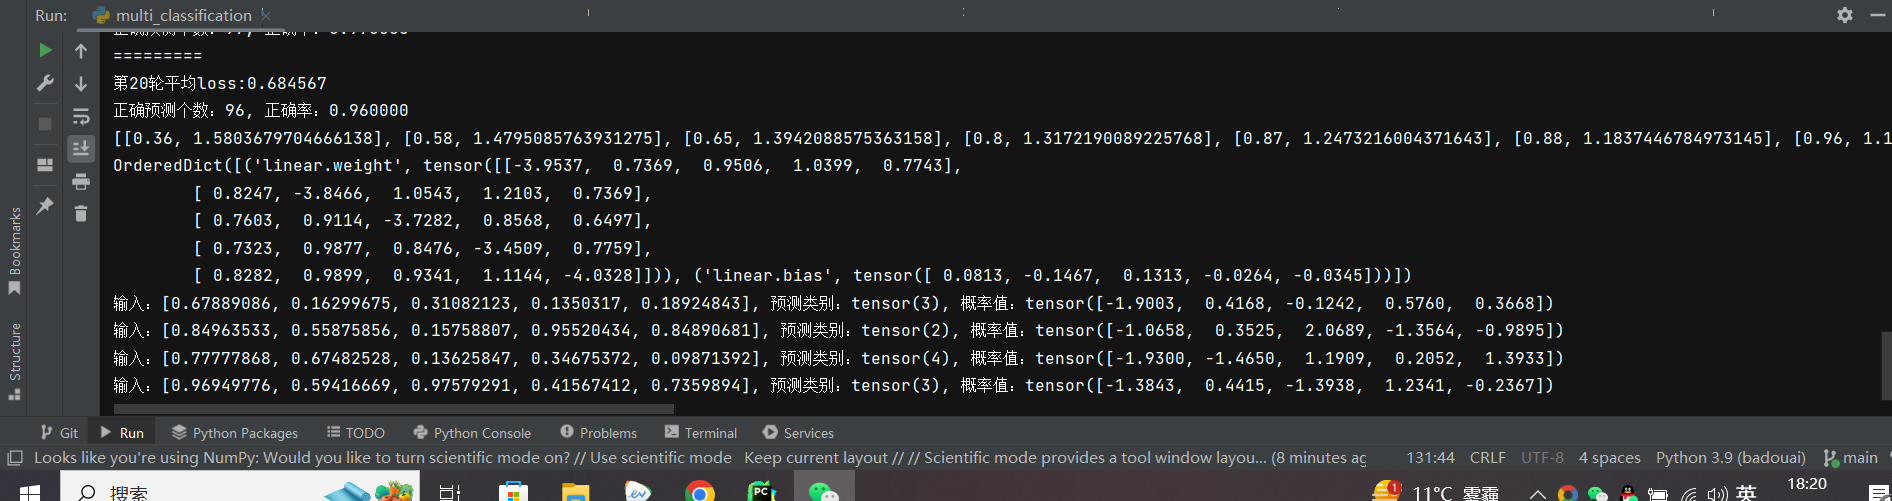 Run: multi_classification
=========
第20轮平均loss:0.684567
正确预测个数：96, 正确率：0.960000
[[0.36, 1.5803679704666138], [0.58, 1.4795085763931275], [0.65, 1.3942088575363158], [0.8, 1.3172190089225768], [0.87, 1.2473216004371643], [0.88, 1.1837446784973145], [0.96, 1.1
OrderedDict([('linear.weight', tensor([[-3.9537, 0.7369, 0.9506, 1.0399, 0.7743],
[ 0.8247, -3.8466, 1.0543, 1.2103, 0.7369],
[ 0.7603, 0.9114, -3.7282, 0.8568, 0.6497],
[ 0.7323, 0.9877, 0.8476, -3.4509, 0.7759],
[ 0.8282, 0.9899, 0.9341, 1.1144, -4.0328]])), ('linear.bias', tensor([ 0.0813, -0.1467, 0.1313, -0.0264, -0.0345]))])
输入：[0.67889086, 0.16299675, 0.31082123, 0.1350317, 0.18924843], 预测类别：tensor(3), 概率值：tensor([-1.9003, 0.4168, -0.1242, 0.5760, 0.3668])
输入：[0.84963533, 0.55875856, 0.15758807, 0.95520434, 0.84890681], 预测类别：tensor(2), 概率值：tensor([-1.0658, 0.3525, 2.0689, -1.3564, -0.9895])
输入：[0.77777868, 0.67482528, 0.13625847, 0.34675372, 0.09871392], 预测类别：tensor(4), 概率值：tensor([-1.9300, -1.4650, 1.1909, 0.2052, 1.3933])
输入：[0.96949776, 0.59416669, 0.97579291, 0.41567412, 0.7359894], 预测类别：tensor(3), 概率值：tensor([-1.3843, 0.4415, -1.3938, 1.2341, -0.2367])
Bookmarks
Structure
Git Run Python Packages TODO Python Console Problems Terminal Services
Looks like you're using NumPy: Would you like to turn scientific mode on? // Use scientific mode Keep current layout // // Scientific mode provides a tool window layou... (8 minutes ag 131:44 CRLF UTF-8 4 spaces Python 3.9 (badouai) main
搜索 1 11°C 雾霾 英 18:20